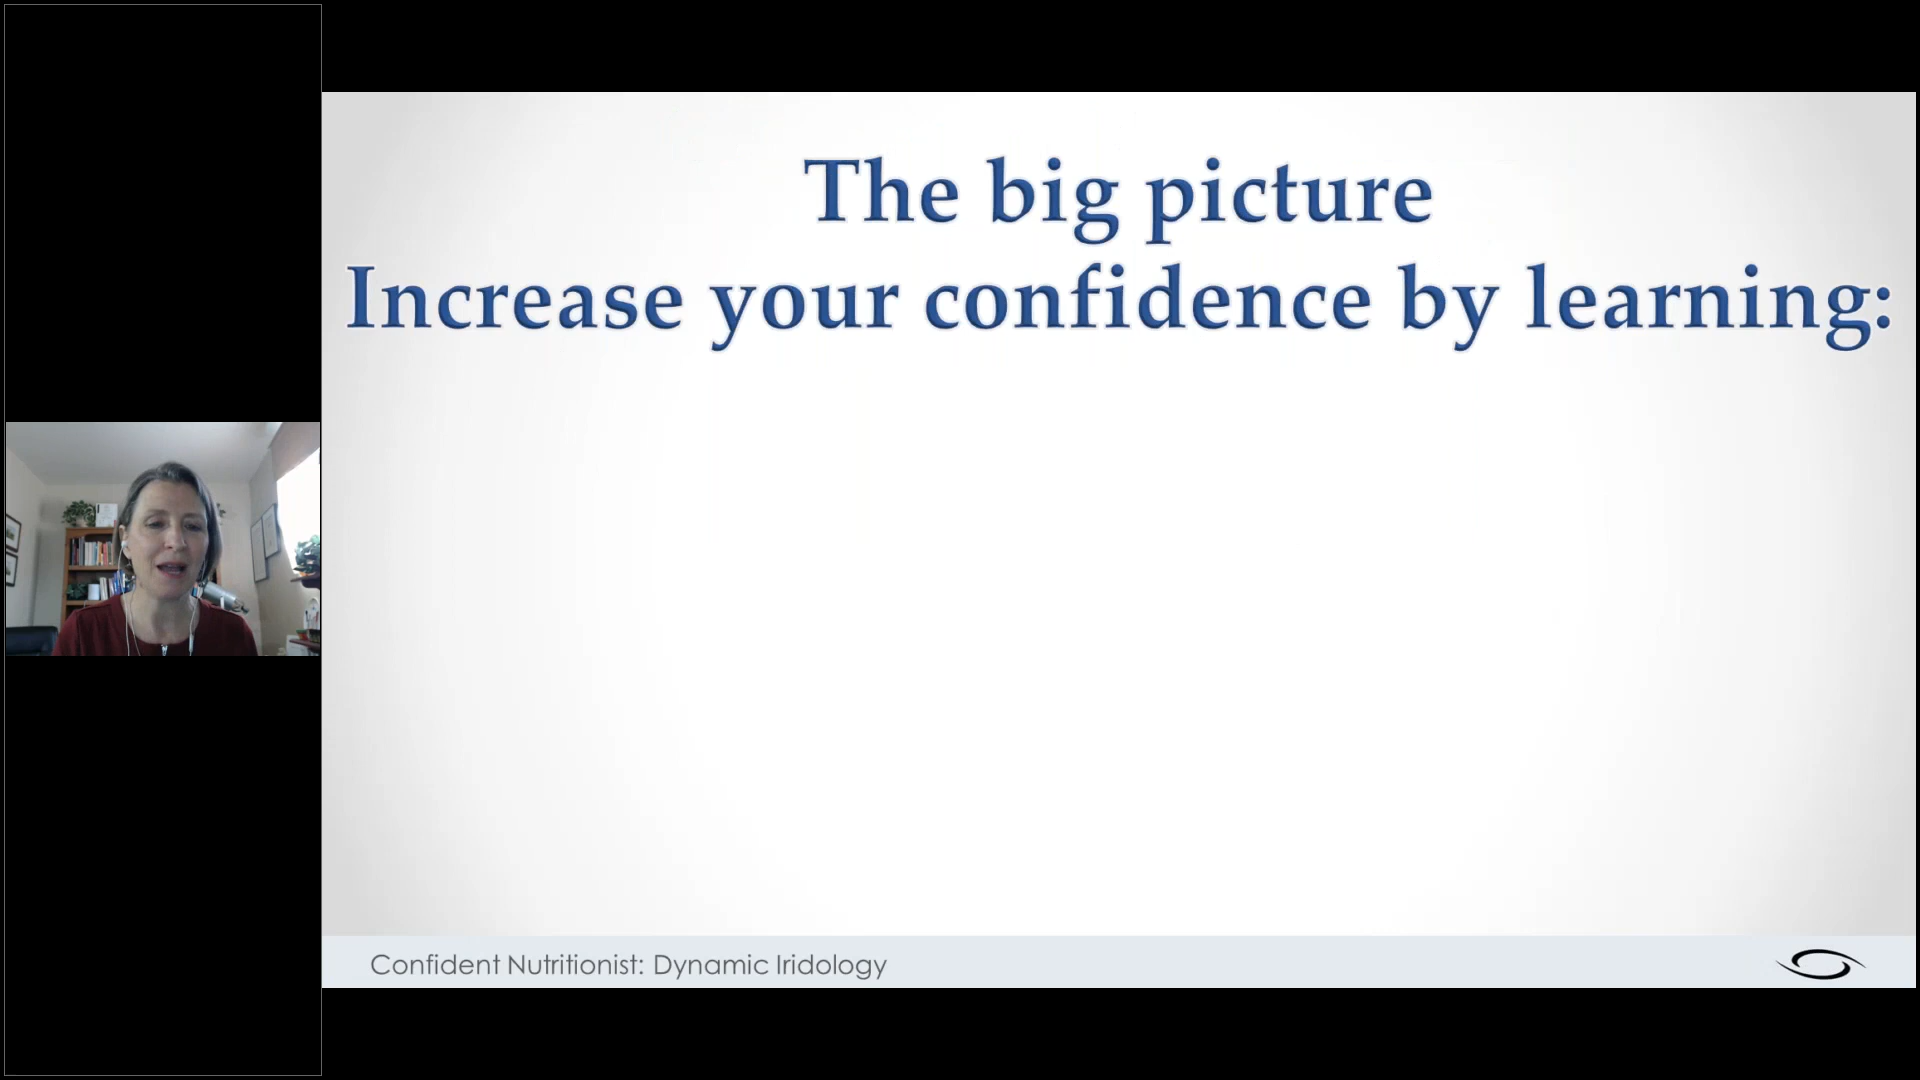 The big picture
Increase your confidence by learning:
Confident Nutritionist: Dynamic Iridology